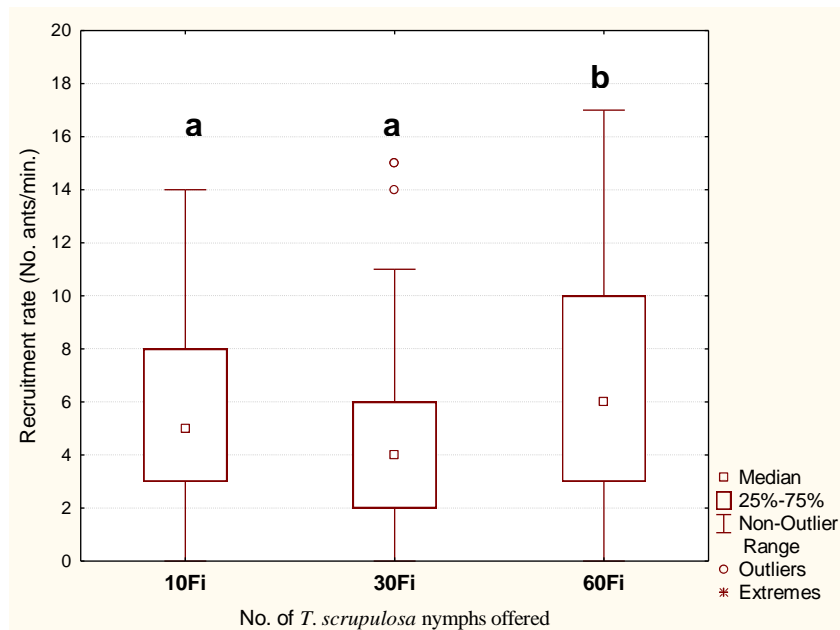 20
18
16
14
12
10
8
6
4
2
0
Recruitment rate (No. ants/min.)
a
a
b
10Fi
30Fi
60Fi
No. of T. scrupulosa nymphs offered
Median
25%-75%
Non-Outlier
Range
Outliers
Extremes